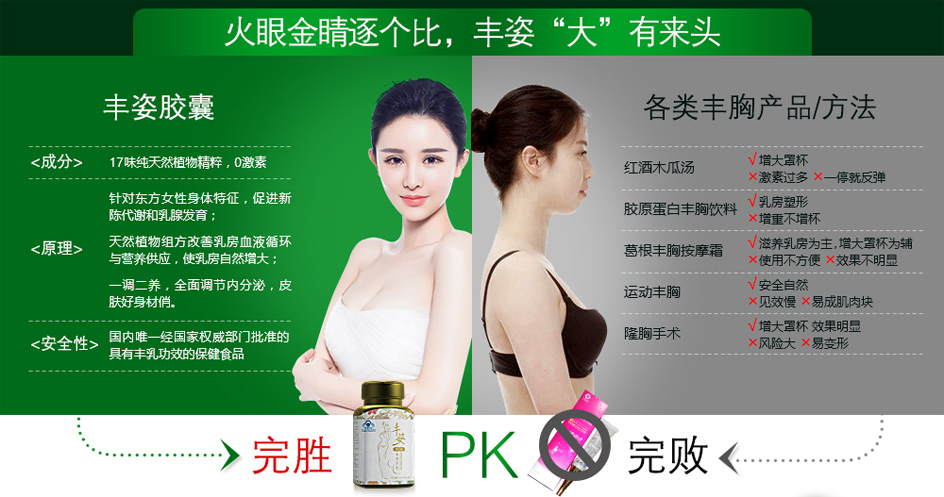 火眼金睛逐个比，丰姿“大”有来头
丰姿胶囊
<成分>
17味纯天然植物精粹，0激素
<原理>
针对东方女性身体特征，促进新
陈代谢和乳腺发育；
天然植物组方改善乳房血液循环
与营养供应，使乳房自然增大；
一调二养，全面调节内分泌，皮
肤好身材俏。
<安全性>
国内唯一经国家权威部门批准的
具有丰乳功效的保健食品
各类丰胸产品/方法
红酒木瓜汤
√增大罩杯
×激素过多 ×一停就反弹
胶原蛋白丰胸饮料
√乳房塑形
×增重不增杯
葛根丰胸按摩霜
√滋养乳房为主,增大罩杯为辅
×使用不方便 ×效果不明显
运动丰胸
√安全自然
×见效慢 ×易成肌肉块
隆胸手术
√增大罩杯 效果明显
×风险大 ×易变形
完胜
丰姿
PK
完败